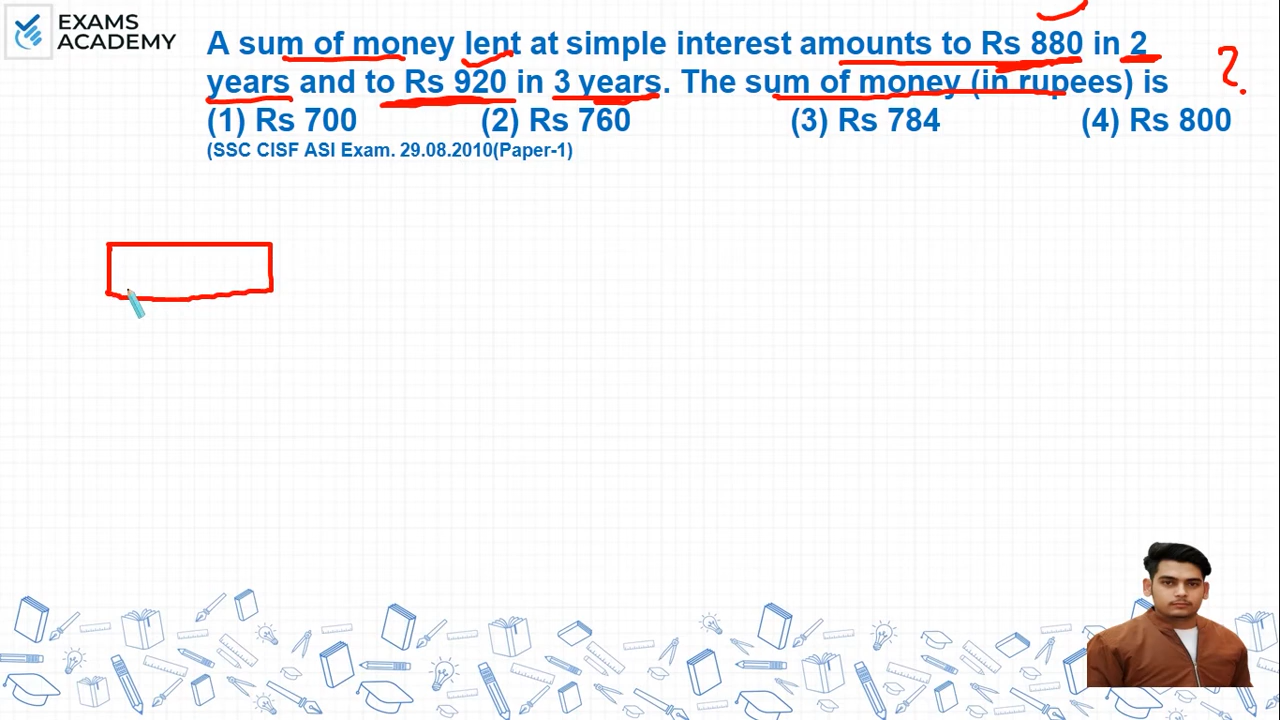 EXAMS
ACADEMY
A sum of money lent at simple interest amounts to Rs 880 in 2
years and to Rs 920 in 3 years. The sum of money (in rupees) is
?
(1) Rs 700 (2) Rs 760 (3) Rs 784 (4) Rs 800
(SSC CISF ASI Exam. 29.08.2010(Paper-1)